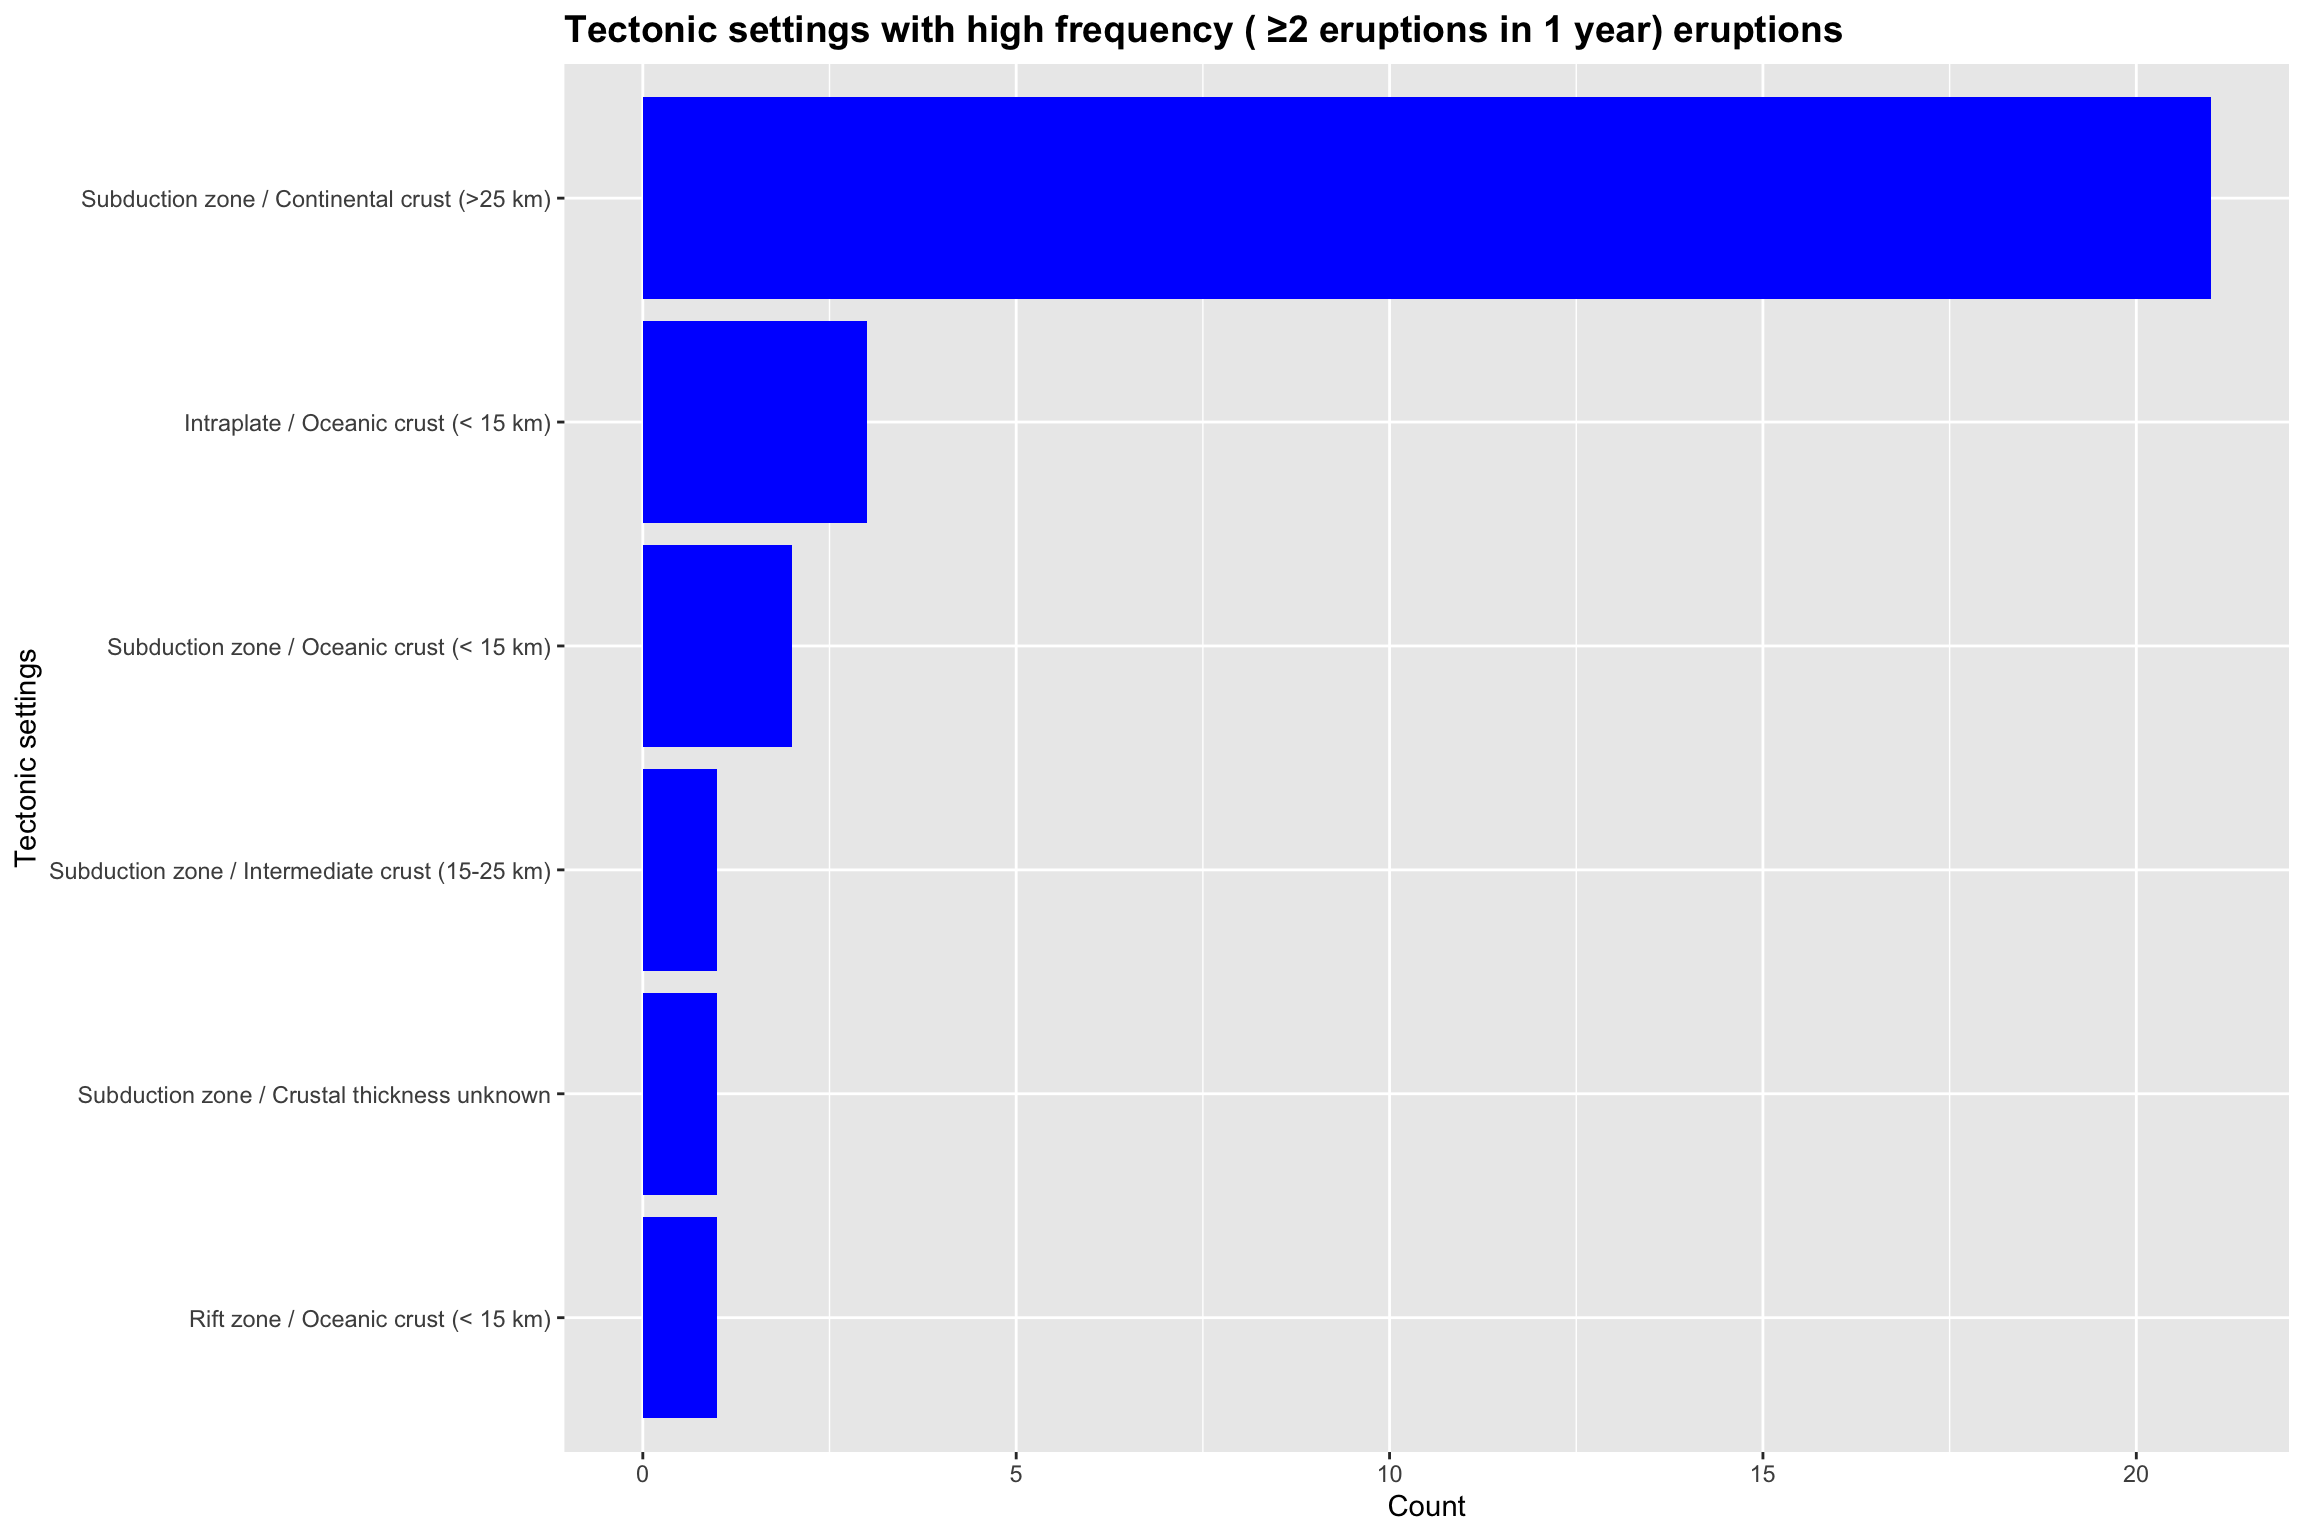 Tectonic settings with high frequency ( ≥2 eruptions in 1 year) eruptions
Subduction zone / Continental crust (>25 km)
Intraplate / Oceanic crust (< 15 km)
Subduction zone / Oceanic crust (< 15 km)
Subduction zone / Intermediate crust (15-25 km)
Subduction zone / Crustal thickness unknown
Rift zone / Oceanic crust (< 15 km)
Tectonic settings
0 5 10 15 20
Count